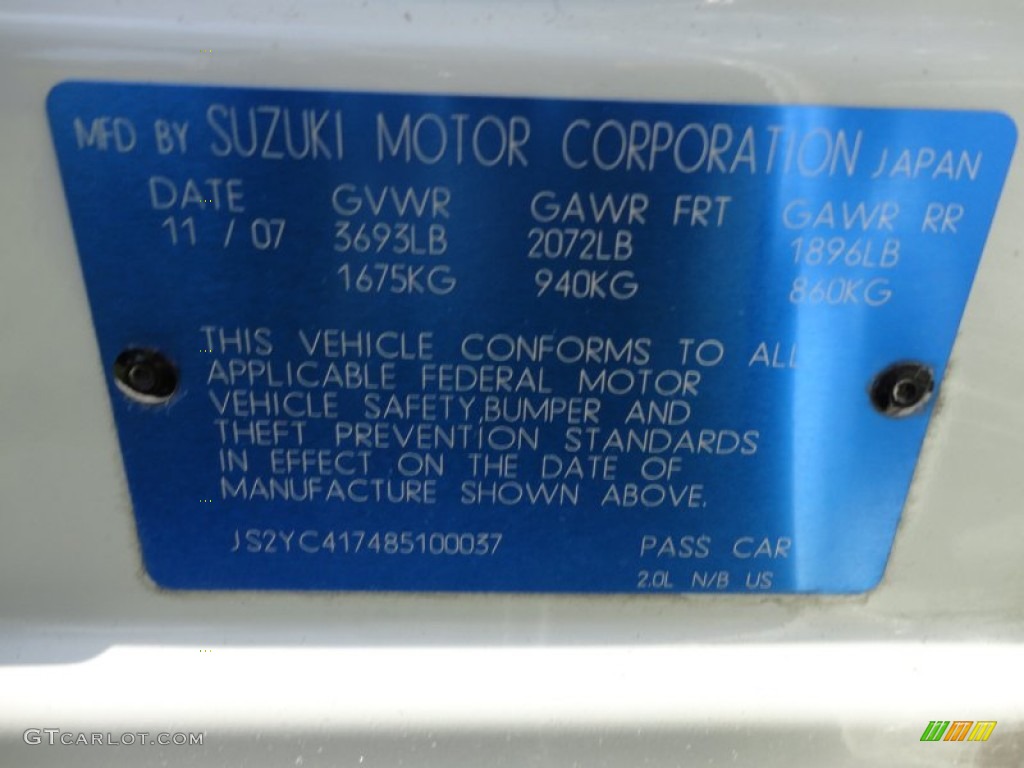 MFD BY SUZUKI MOTOR CORPORATION JAPAN
DATE GVWR GAWR FRT GAWR RR
11 / 07 3693LB 2072LB 1896LB
1675KG 940KG 860KG
THIS VEHICLE CONFORMS TO ALL
APPLICABLE FEDERAL MOTOR
VEHICLE SAFETY,BUMPER AND
THEFT PREVENTION STANDARDS
IN EFFECT ON THE DATE OF
MANUFACTURE SHOWN ABOVE.
JS2YC417485100037 PASS CAR
2.0L N/B US
GTCARLOT.COM